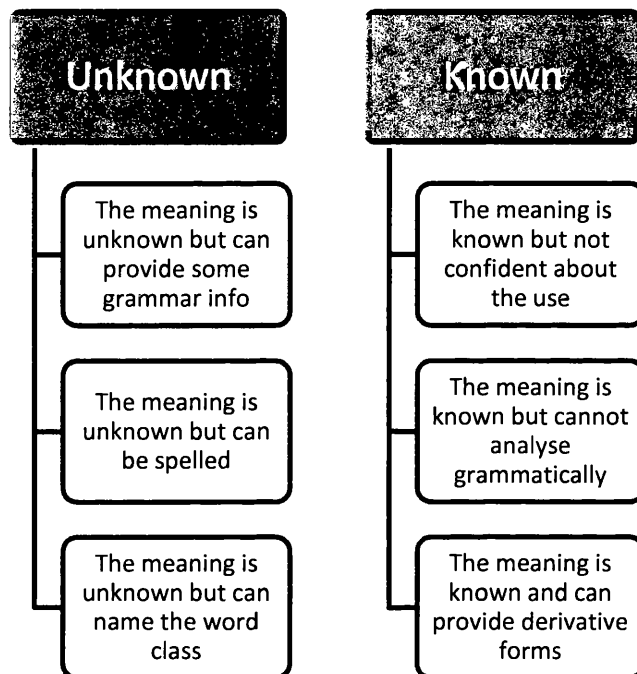 Unknown
The meaning is
unknown but can
provide some
grammar info
The meaning is
unknown but can
be spelled
The meaning is
unknown but can
name the word
class
Known
The meaning is
known but not
confident about
the use
The meaning is
known but cannot
analyse
grammatically
The meaning is
known and can
provide derivative
forms